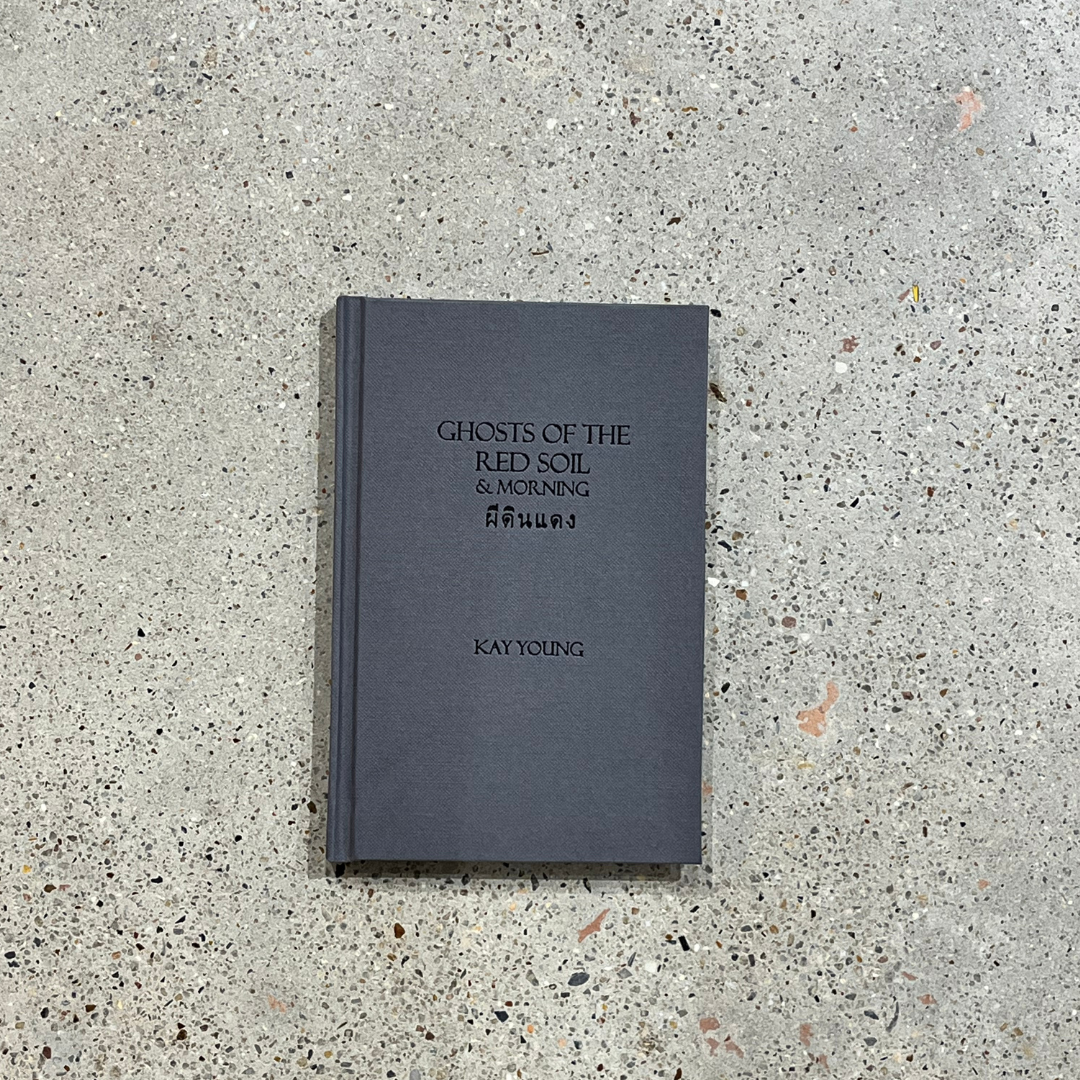 GHOSTS OF THE
RED SOIL
& MORNING
ผีดินแดง
KAY YOUNG